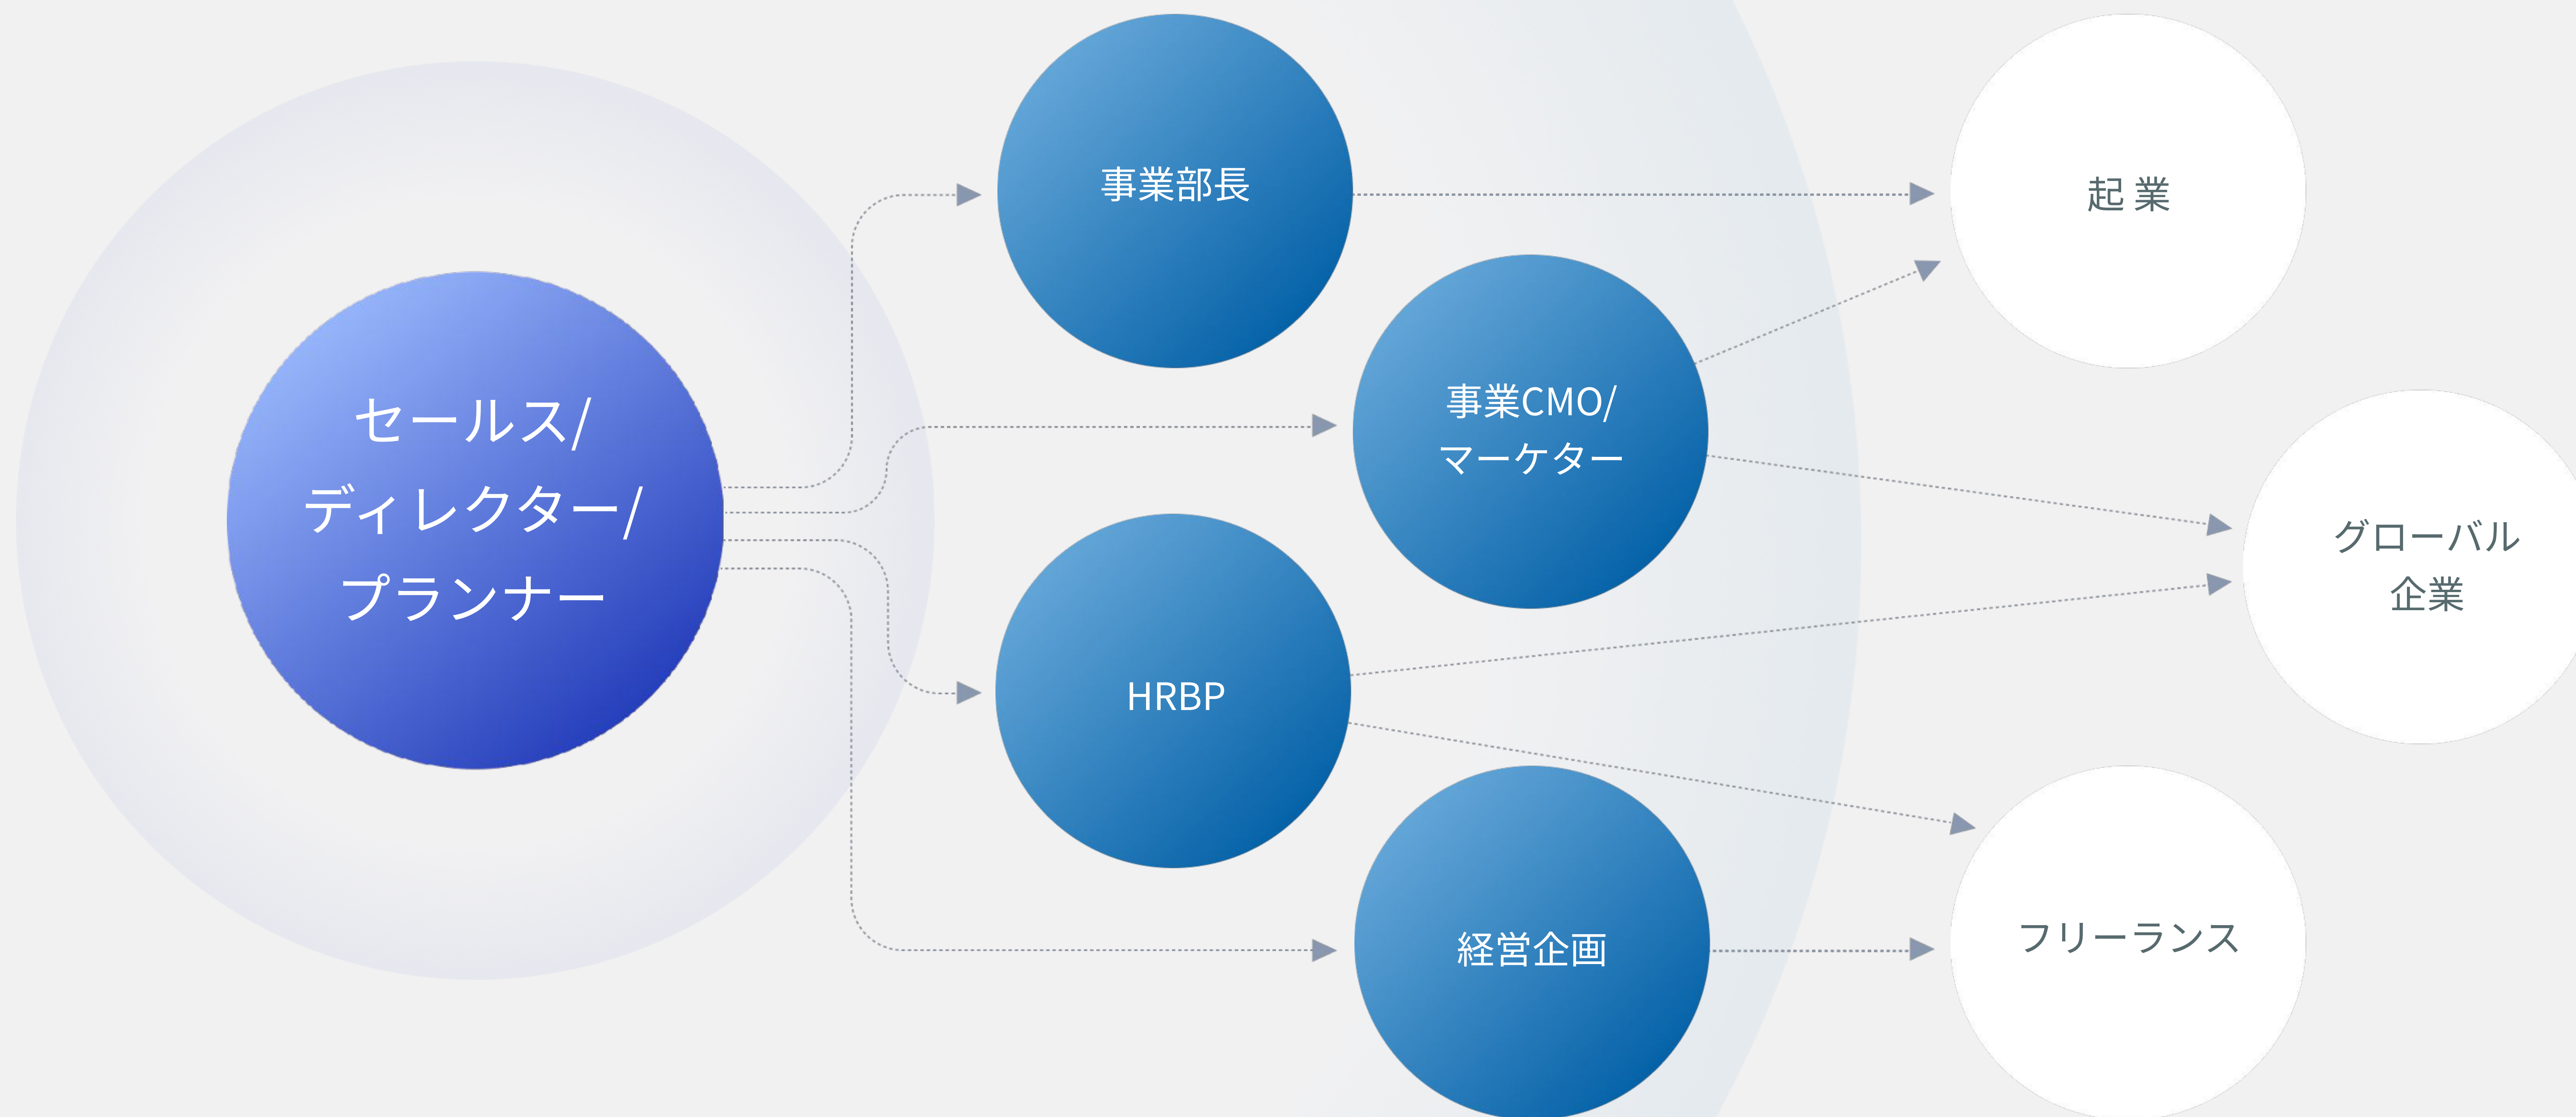 セールス/
ディレクター/
プランナー
事業部長
事業CMO/
マーケター
HRBP
経営企画
起業
グローバル
企業
フリーランス